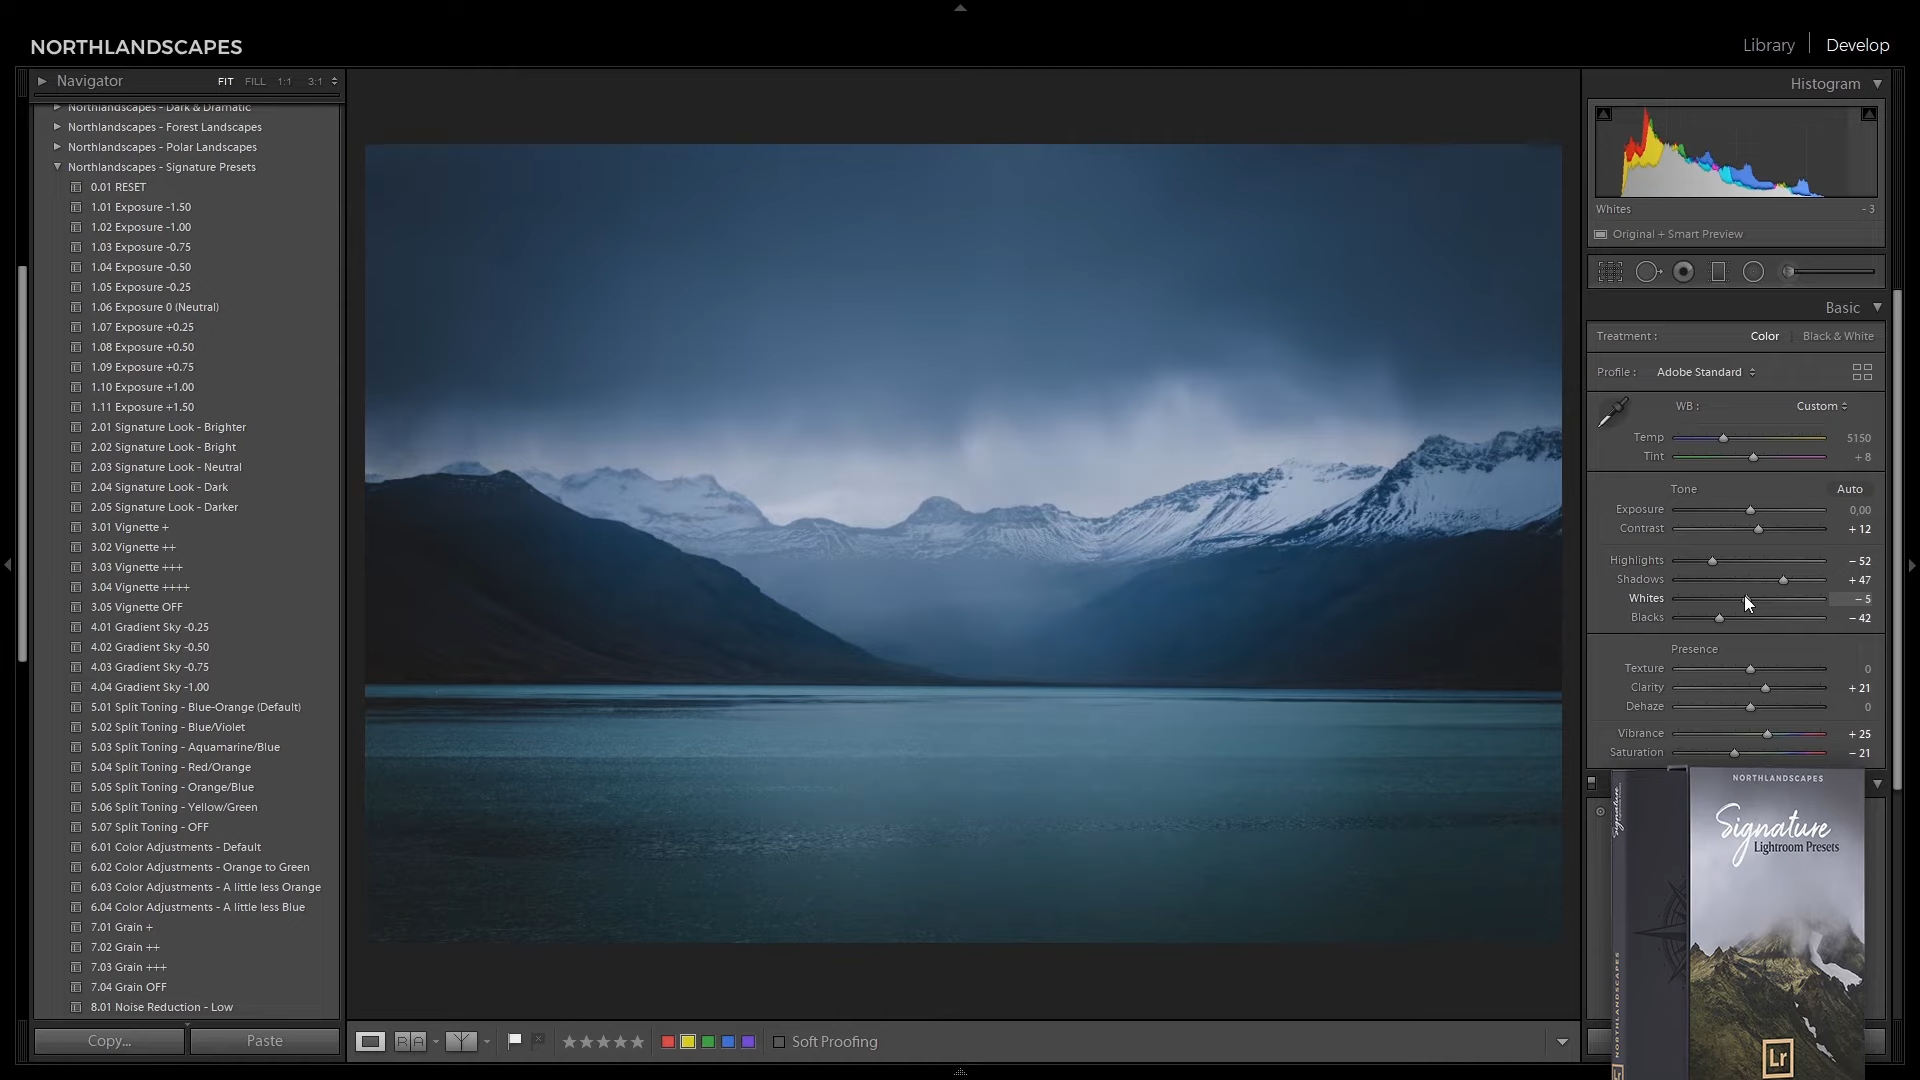 NORTHLANDSCAPES
Library
Develop
Navigator
FIT
FILL
1:1
3:1
Northlandscapes - Dark & Dramatic
Northlandscapes - Forest Landscapes
Northlandscapes - Polar Landscapes
Northlandscapes - Signature Presets
0.01 RESET
1.01 Exposure -1.50
1.02 Exposure -1.00
1.03 Exposure -0.75
1.04 Exposure -0.50
1.05 Exposure -0.25
1.06 Exposure 0 (Neutral)
1.07 Exposure +0.25
1.08 Exposure +0.50
1.09 Exposure +0.75
1.10 Exposure +1.00
1.11 Exposure +1.50
2.01 Signature Look - Brighter
2.02 Signature Look - Bright
2.03 Signature Look - Neutral
2.04 Signature Look - Dark
2.05 Signature Look - Darker
3.01 Vignette +
3.02 Vignette ++
3.03 Vignette +++
3.04 Vignette ++++
3.05 Vignette OFF
4.01 Gradient Sky -0.25
4.02 Gradient Sky -0.50
4.03 Gradient Sky -0.75
4.04 Gradient Sky -1.00
5.01 Split Toning - Blue-Orange (Default)
5.02 Split Toning - Blue/Violet
5.03 Split Toning - Aquamarine/Blue
5.04 Split Toning - Red/Orange
5.05 Split Toning - Orange/Blue
5.06 Split Toning - Yellow/Green
5.07 Split Toning - OFF
6.01 Color Adjustments - Default
6.02 Color Adjustments - Orange to Green
6.03 Color Adjustments - A little less Orange
6.04 Color Adjustments - A little less Blue
7.01 Grain +
7.02 Grain ++
7.03 Grain +++
7.04 Grain OFF
8.01 Noise Reduction - Low
Copy...
Paste
R A
Y
Soft Proofing
Histogram
Whites - 3
Original + Smart Preview
Basic
Treatment : Color Black & White
Profile : Adobe Standard
WB : Custom
Temp 5150
Tint + 8
Tone Auto
Exposure 0,00
Contrast + 12
Highlights - 52
Shadows + 47
Whites - 5
Blacks - 42
Presence
Texture 0
Clarity + 21
Dehaze 0
Vibrance + 25
Saturation - 21
NORTHLANDSCAPES
Signature
Lightroom Presets
Lr
Signature
NORTHLANDSCAPES